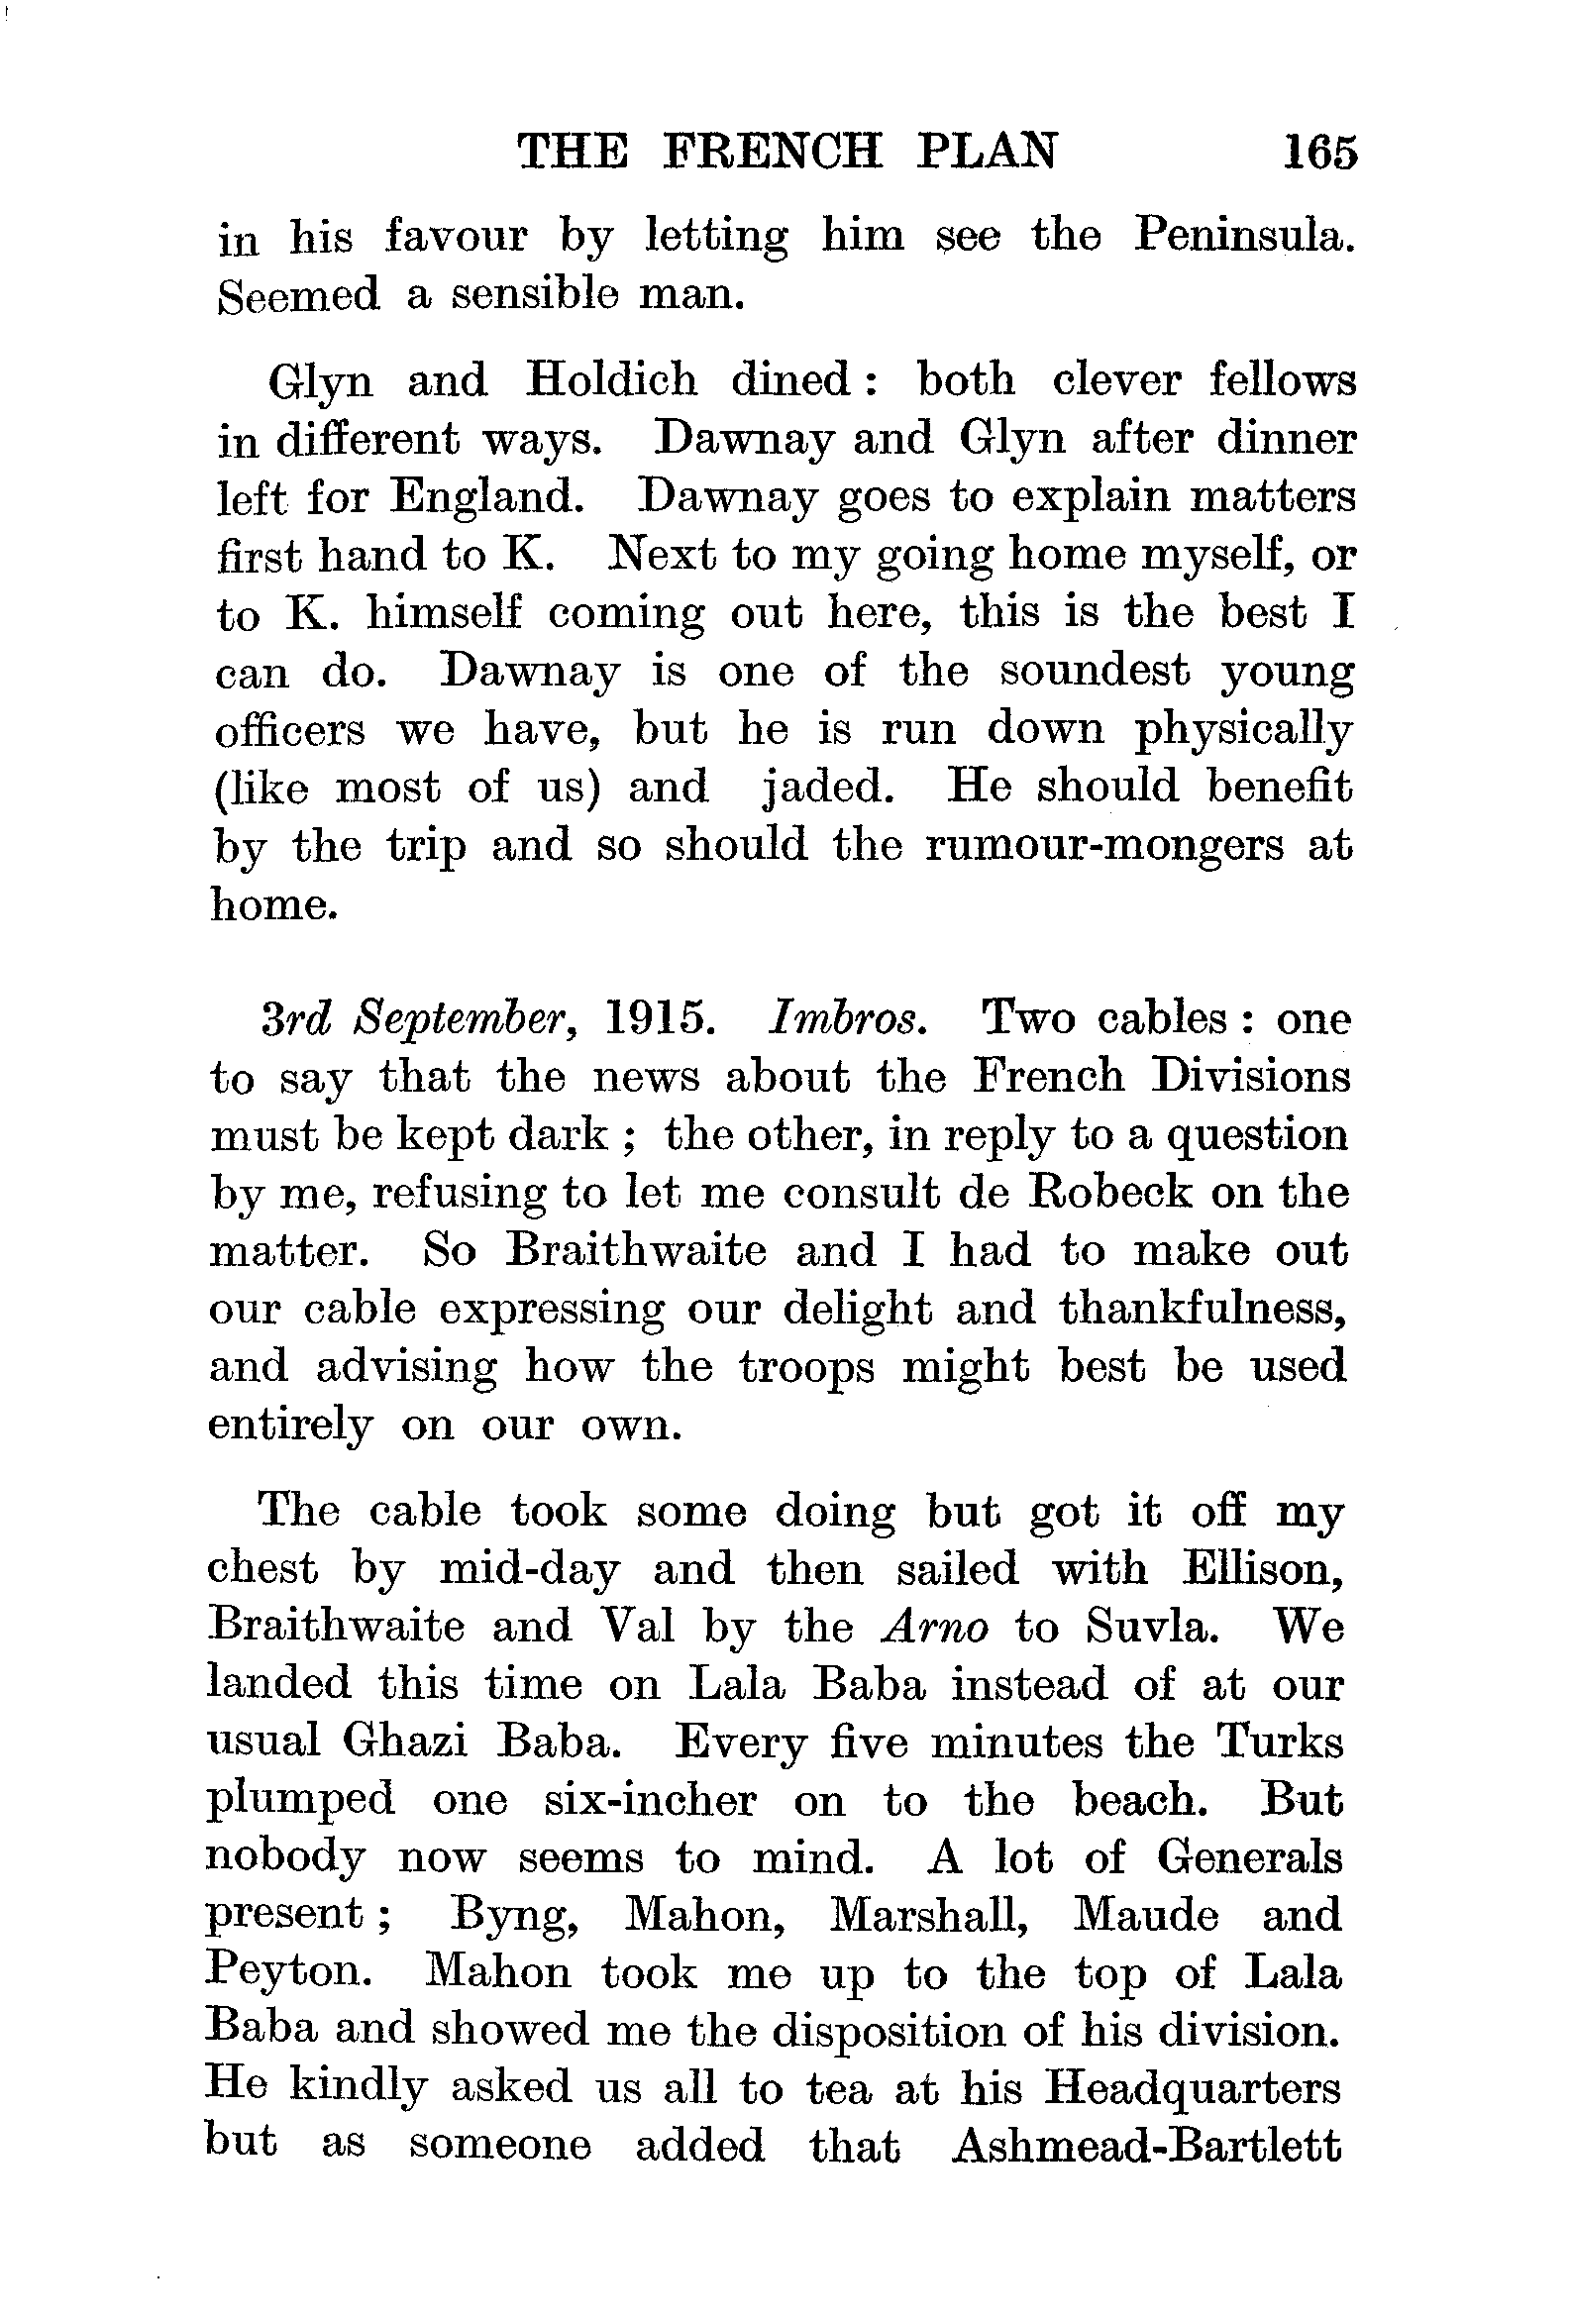 THE FRENCH PLAN 165
in his favour by letting him see the Peninsula.
Seemed a sensible man.
Glyn and Holdich dined : both clever fellows
in different ways. Dawnay and Glyn after dinner
left for England. Dawnay goes to explain matters
first hand to K. Next to my going home myself, or
to K. himself coming out here, this is the best I
can do. Dawnay is one of the soundest young
officers we have, but he is run down physically
(like most of us) and jaded. He should benefit
by the trip and so should the rumour-mongers at
home.
3rd September, 1915. Imbros. Two cables : one
to say that the news about the French Divisions
must be kept dark ; the other, in reply to a question
by me, refusing to let me consult de Robeck on the
matter. So Braithwaite and I had to make out
our cable expressing our delight and thankfulness,
and advising how the troops might best be used
entirely on our own.
The cable took some doing but got it off my
chest by mid-day and then sailed with Ellison,
Braithwaite and Val by the Arno to Suvla. We
landed this time on Lala Baba instead of at our
usual Ghazi Baba. Every five minutes the Turks
plumped one six-incher on to the beach. But
nobody now seems to mind. A lot of Generals
present ; Byng, Mahon, Marshall, Maude and
Peyton. Mahon took me up to the top of Lala
Baba and showed me the disposition of his division.
He kindly asked us all to tea at his Headquarters
but as someone added that Ashmead-Bartlett